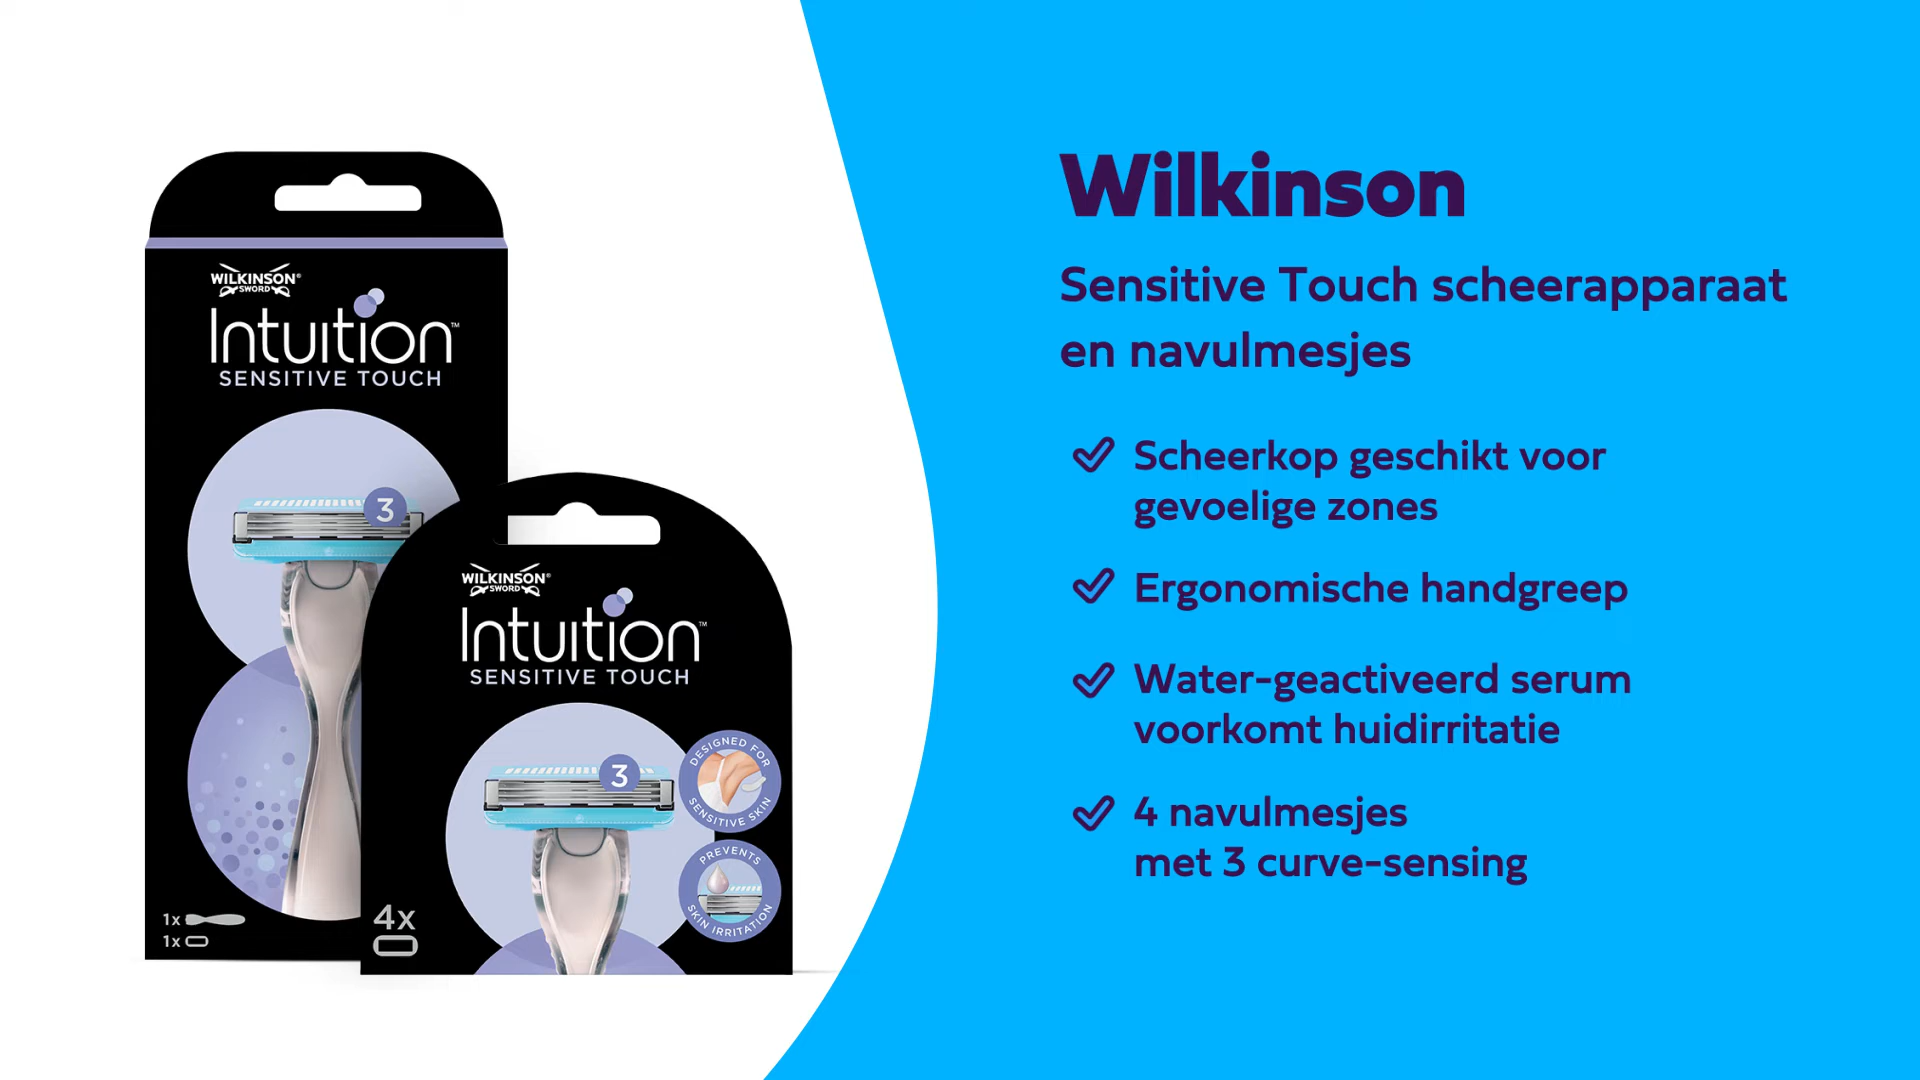 WILKINSON®
SWORD
Intuition™
SENSITIVE TOUCH
3
1x
1x
WILKINSON®
SWORD
Intuition™
SENSITIVE TOUCH
3
DESIGNED FOR
SENSITIVE SKIN
PREVENTS
SKIN IRRITATION
4x
Wilkinson
Sensitive Touch scheerapparaat
en navulmesjes
Scheerkop geschikt voor
gevoelige zones
Ergonomische handgreep
Water-geactiveerd serum
voorkomt huidirritatie
4 navulmesjes
met 3 curve-sensing